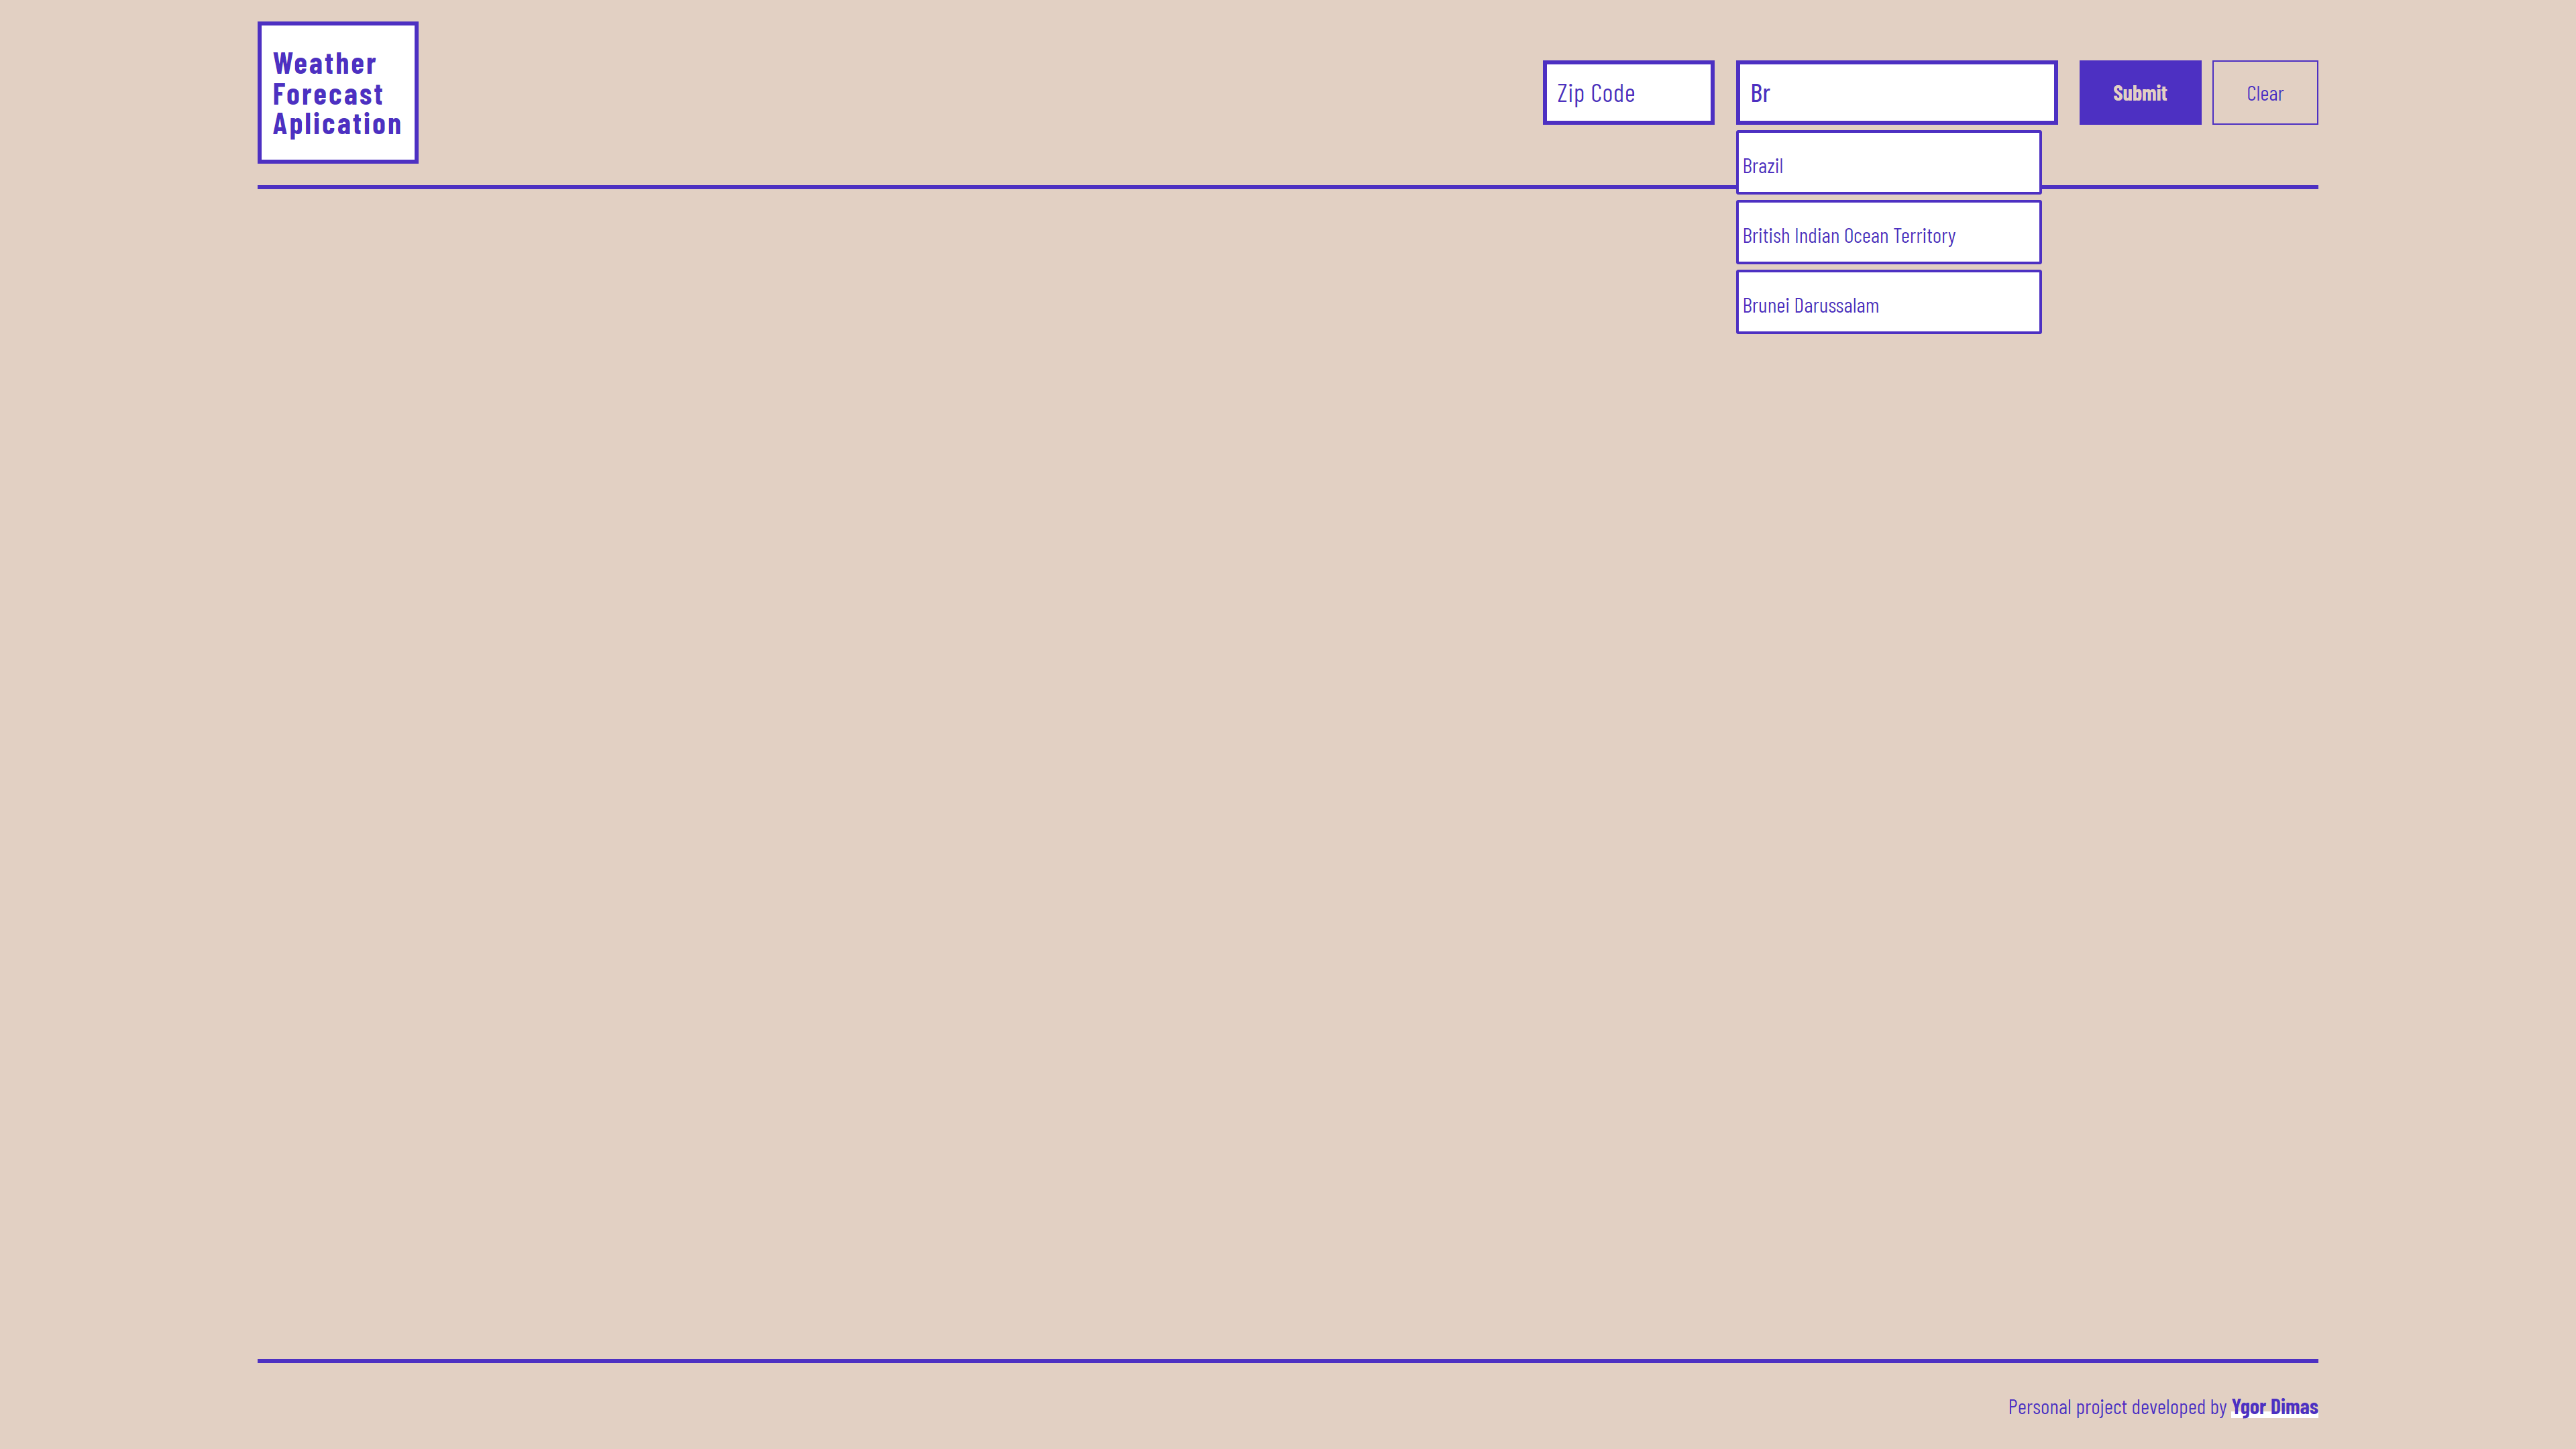 Weather
Forecast
Aplication
Zip Code
Br
Submit
Clear
Brazil
British Indian Ocean Territory
Brunei Darussalam
Personal project developed by Ygor Dimas